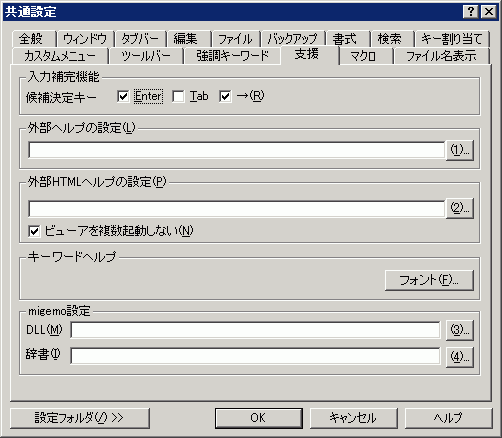 共通設定
全般 ウィンドウ タブバー 編集 ファイル バックアップ 書式 検索 キー割り当て
カスタムメニュー ツールバー 強調キーワード 支援 マクロ ファイル名表示
入力補完機能
候補決定キー Enter Tab →(R)
外部ヘルプの設定(L)
(1)...
外部HTMLヘルプの設定(P)
(2)...
ビューアを複数起動しない(N)
キーワードヘルプ
フォント(F)...
migemo設定
DLL(M) (3)...
辞書(I) (4)...
設定フォルダ(/) >> OK キャンセル ヘルプ